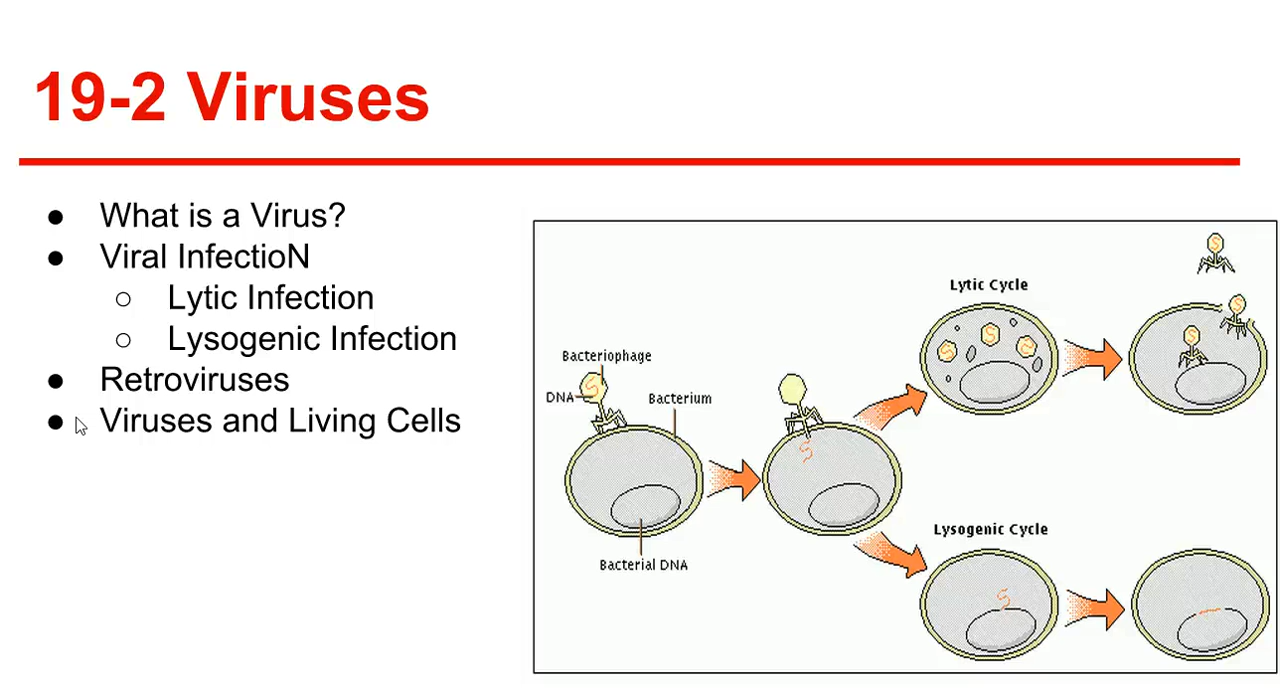 19-2 Viruses
● What is a Virus?
● Viral InfectioN
○ Lytic Infection
○ Lysogenic Infection
● Retroviruses
● Viruses and Living Cells
Lytic Cycle
Bacteriophage
DNA
Bacterium
Lysogenic Cycle
Bacterial DNA